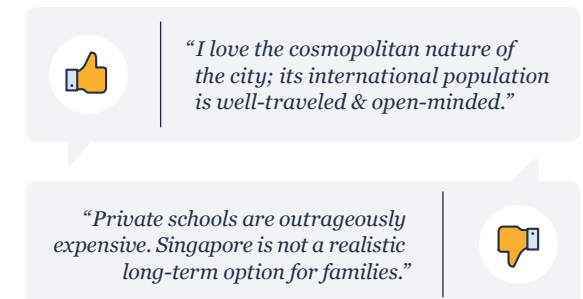 “I love the cosmopolitan nature of
the city; its international population
is well-traveled & open-minded.”
“Private schools are outrageously
expensive. Singapore is not a realistic
long-term option for families.”